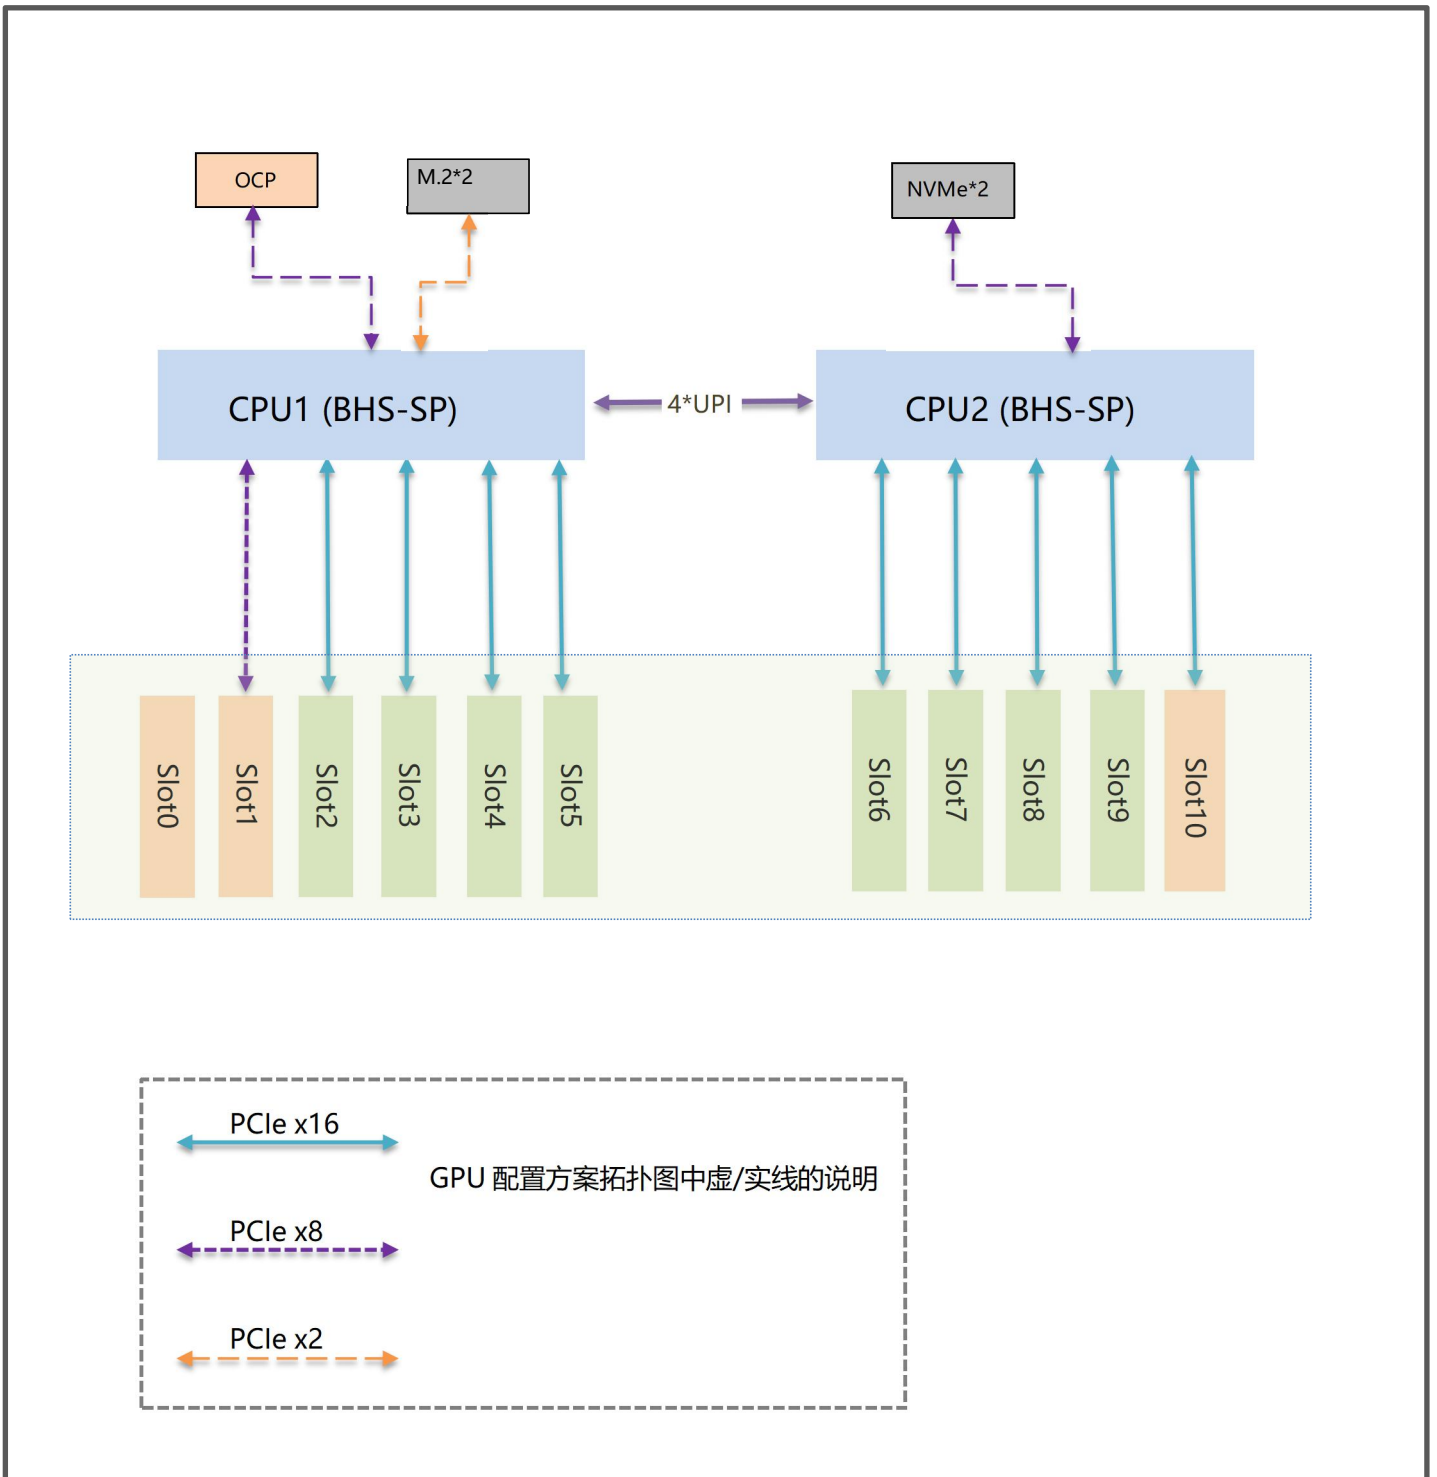 OCP
M.2*2
NVMe*2
CPU1 (BHS-SP)
4*UPI
CPU2 (BHS-SP)
Slot0
Slot1
Slot2
Slot3
Slot4
Slot5
Slot6
Slot7
Slot8
Slot9
Slot10
PCIe x16
GPU 配置方案拓扑图中虚/实线的说明
PCIe x8
PCIe x2